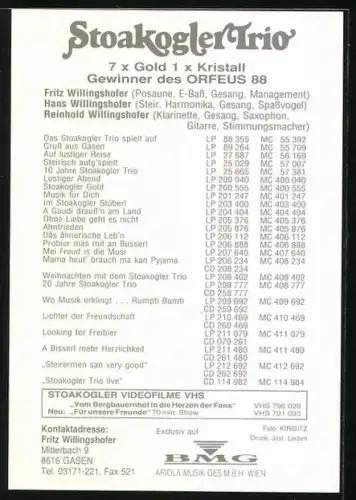 Stoakogler Trio
7 x Gold 1 x Kristall
Gewinner des ORFEUS 88
Fritz Willingshofer (Posaune, E-Baß, Gesang, Management)
Hans Willingshofer (Steir. Harmonika, Gesang, Spaßvogel)
Reinhold Willingshofer (Klarinette, Gesang, Saxophon,
Gitarre, Stimmungsmacher)
Das Stoakogler Trio spielt auf LP 88 355 MC 55 392
Gruß aus Gasen LP 89 264 MC 55 709
Auf lustiger Reise LP 27 687 MC 56 169
Steirisch aufg'spielt LP 25 029 MC 57 007
10 Jahre Stoakogler Trio LP 25 665 MC 57 381
Lustiger Abend LP 200 040 MC 400 040
Stoakogler Gold LP 200 555 MC 400 555
Musik für Dich LP 201 247 MC 401 247
Im Steirischen Stüberl LP 203 400 MC 403 400
A Gaudi drauß'n am Land LP 204 404 MC 404 404
Ohne Liebe geht es nicht LP 205 376 MC 405 376
Almfrieden LP 205 876 MC 405 876
Das almarische Leb'n LP 206 112 MC 406 112
Probier mas mit an Busserl LP 206 888 MC 406 888
Mei Freud is die Musi LP 207 640 MC 407 640
Mama heut' brauch ma kan Pyjama LP 208 234 MC 408 234
CD 208 234
Weihnachten mit dem Stoakogler Trio LP 208 402 MC 408 402
20 Jahre Stoakogler Trio LP 208 777 MC 408 777
CD 258 777
Wo Musik erklingt . . . Rumpti Bumti LP 209 692 MC 409 692
CD 259 692
Lichter der Freundschaft LP 210 469 MC 410 469
CD 260 469
Looking for Freibier LP 211 079 MC 411 079
CD 079 261
A Bisserl mehr Herzlichkeit LP 211 480 MC 411 480
CD 261 480
„Steirermen san very good" LP 212 692 MC 412 692
CD 262 692
„Stoakogler Trio live" CD 114 982 MC 114 984
STOAKOGLER VIDEOFILME VHS
„Vom Bergbauernhof in die Herzen der Fans" VHS 790 028
Neu: „Für unsere Freunde" 70 min. Show VHS 791 093
Kontaktadresse: Exclusiv auf Foto: KIRISITZ
Fritz Willingshofer Druck: Jost, Leoben
Mitterbach 9
8616 GASEN BMG
Tel. 03171-221, Fax 521 ARIOLA MUSIK GES.M.B.H. WIEN